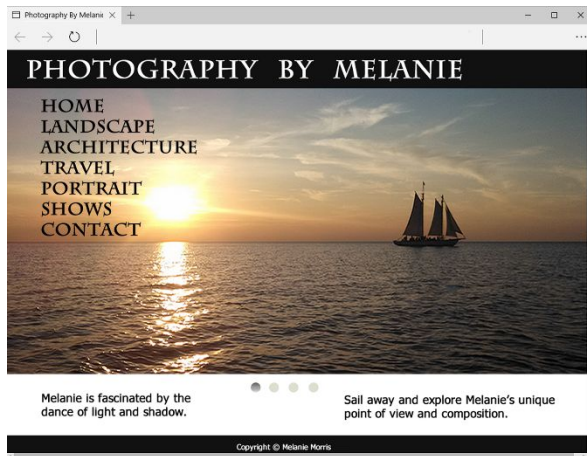 Photography By Melanie
PHOTOGRAPHY BY MELANIE
HOME
LANDSCAPE
ARCHITECTURE
TRAVEL
PORTRAIT
SHOWS
CONTACT
Melanie is fascinated by the
dance of light and shadow.
Sail away and explore Melanie's unique
point of view and composition.
Copyright © Melanie Morris